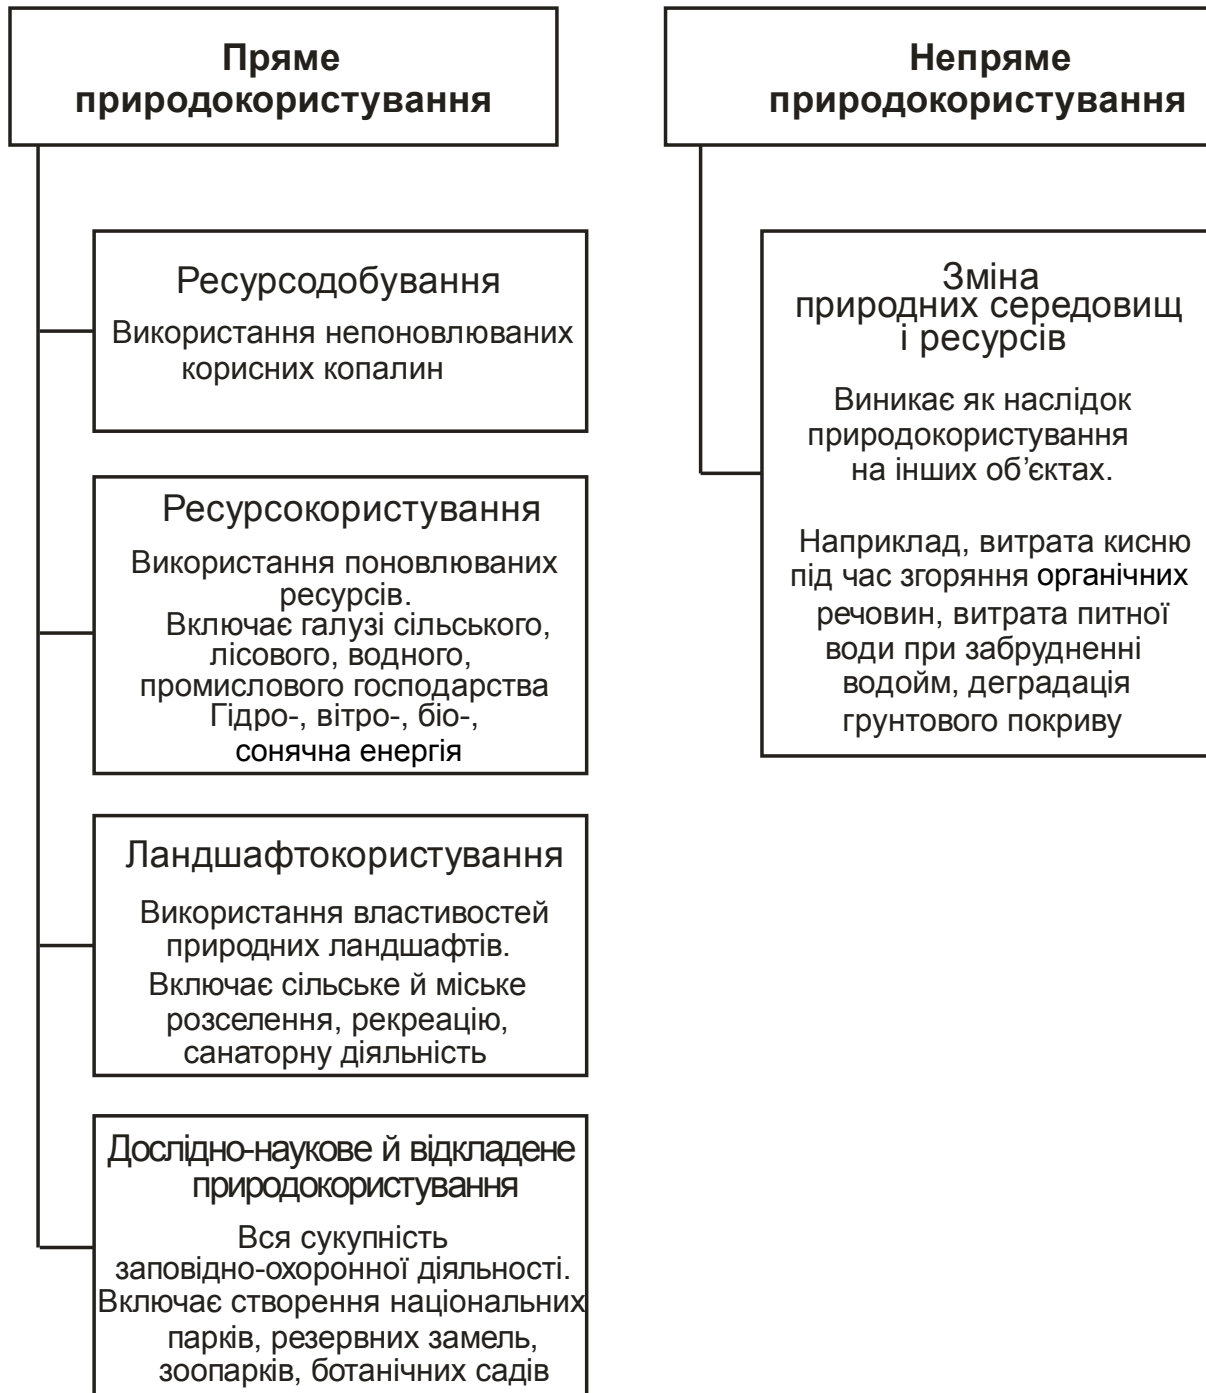 Пряме
природокористування
Ресурсодобування
Використання непоновлюваних
корисних копалин
Ресурсокористування
Використання поновлюваних
ресурсів.
Включає галузі сільського,
лісового, водного,
промислового господарства
Гідро-, вітро-, біо-,
сонячна енергія
Ландшафтокористування
Використання властивостей
природних ландшафтів.
Включає сільське й міське
розселення, рекреацію,
санаторну діяльність
Дослідно-наукове й відкладене
природокористування
Вся сукупність
заповідно-охоронної діяльності.
Включає створення національних
парків, резервних замель,
зоопарків, ботанічних садів
Непряме
природокористування
Зміна
природних середовищ
і ресурсів
Виникає як наслідок
природокористування
на інших об’єктах.
Наприклад, витрата кисню
під час згоряння органічних
речовин, витрата питної
води при забрудненні
водойм, деградація
грунтового покриву